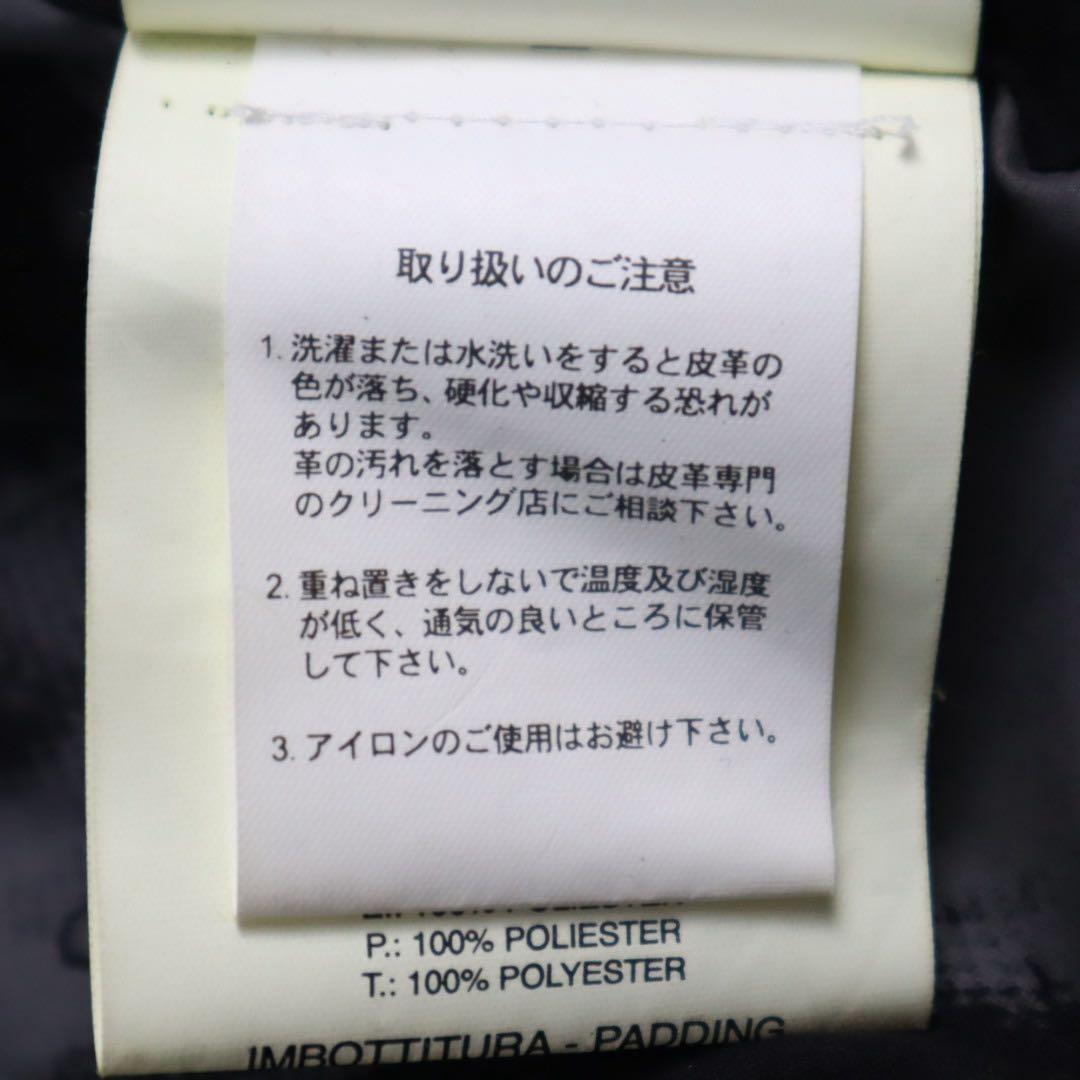 取り扱いのご注意
1. 洗濯または水洗いをすると皮革の
色が落ち、硬化や収縮する恐れが
あります。
革の汚れを落とす場合は皮革専門
のクリーニング店にご相談下さい。
2. 重ね置きをしないで温度及び湿度
が低く、通気の良いところに保管
して下さい。
3. アイロンのご使用はお避け下さい。
P.: 100% POLIESTER
T.: 100% POLYESTER
IMBOTTITURA - PADDING